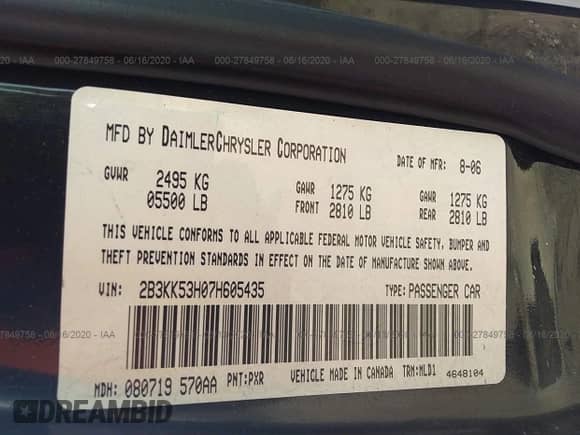 000-27849758 - 06/16/2020 - IAA
MFD BY DAIMLERCHRYSLER CORPORATION
DATE OF MFR: 8-06
GVWR 2495 KG 05500 LB
GAWR FRONT 1275 KG 2810 LB
GAWR REAR 1275 KG 2810 LB
THIS VEHICLE CONFORMS TO ALL APPLICABLE FEDERAL MOTOR VEHICLE SAFETY, BUMPER AND
THEFT PREVENTION STANDARDS IN EFFECT ON THE DATE OF MANUFACTURE SHOWN ABOVE.
VIN: 2B3KK53H07H605435 TYPE: PASSENGER CAR
MDH: 080719 570AA PNT: PXR VEHICLE MADE IN CANADA TRM: MLD1 4648104
DREAMBID